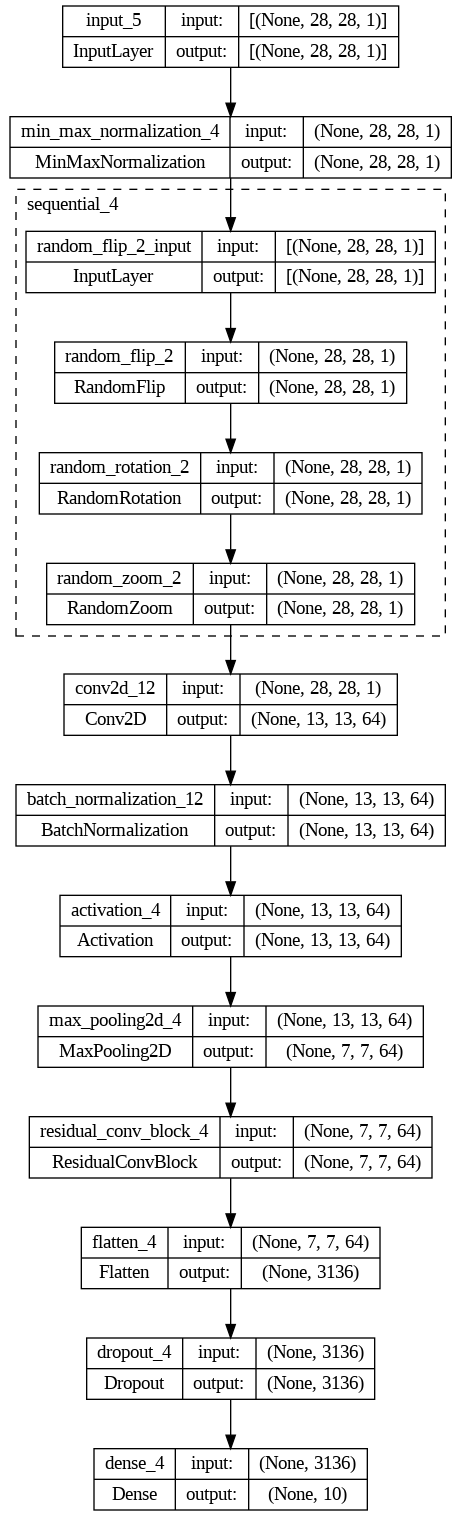 input_5 input: [(None, 28, 28, 1)]
InputLayer output: [(None, 28, 28, 1)]
min_max_normalization_4 input: (None, 28, 28, 1)
MinMaxNormalization output: (None, 28, 28, 1)
sequential_4
random_flip_2_input input: [(None, 28, 28, 1)]
InputLayer output: [(None, 28, 28, 1)]
random_flip_2 input: (None, 28, 28, 1)
RandomFlip output: (None, 28, 28, 1)
random_rotation_2 input: (None, 28, 28, 1)
RandomRotation output: (None, 28, 28, 1)
random_zoom_2 input: (None, 28, 28, 1)
RandomZoom output: (None, 28, 28, 1)
conv2d_12 input: (None, 28, 28, 1)
Conv2D output: (None, 13, 13, 64)
batch_normalization_12 input: (None, 13, 13, 64)
BatchNormalization output: (None, 13, 13, 64)
activation_4 input: (None, 13, 13, 64)
Activation output: (None, 13, 13, 64)
max_pooling2d_4 input: (None, 13, 13, 64)
MaxPooling2D output: (None, 7, 7, 64)
residual_conv_block_4 input: (None, 7, 7, 64)
ResidualConvBlock output: (None, 7, 7, 64)
flatten_4 input: (None, 7, 7, 64)
Flatten output: (None, 3136)
dropout_4 input: (None, 3136)
Dropout output: (None, 3136)
dense_4 input: (None, 3136)
Dense output: (None, 10)